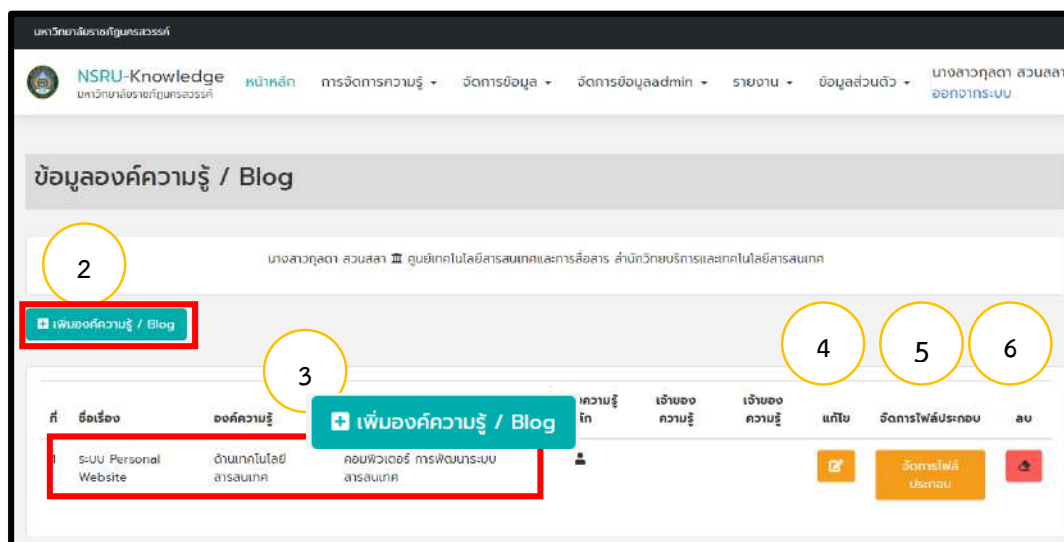 มหาวิทยาลัยราชภัฏนครสวรรค์
NSRU-Knowledge
มหาวิทยาลัยราชภัฏนครสวรรค์
หน้าหลัก การจัดการความรู้ จัดการข้อมูล จัดการข้อมูลadmin รายงาน ข้อมูลส่วนตัว
นางสาวกุลดา สวนสลา
ออกจากระบบ
ข้อมูลองค์ความรู้ / Blog
2
นางสาวกุลดา สวนสลา ศูนย์เทคโนโลยีสารสนเทศและการสื่อสาร สำนักวิทยบริการและเทคโนโลยีสารสนเทศ
เพิ่มองค์ความรู้ / Blog
3
4 5 6
ที่ ชื่อเรื่อง องค์ความรู้ เจ้าของความรู้ เจ้าของความรู้ แก้ไข จัดการไฟล์ประกอบ ลบ
เพิ่มองค์ความรู้ / Blog
ระบบ Personal Website
ด้านเทคโนโลยีสารสนเทศ
คอมพิวเตอร์ การพัฒนาระบบสารสนเทศ
จัดการไฟล์ประกอบ